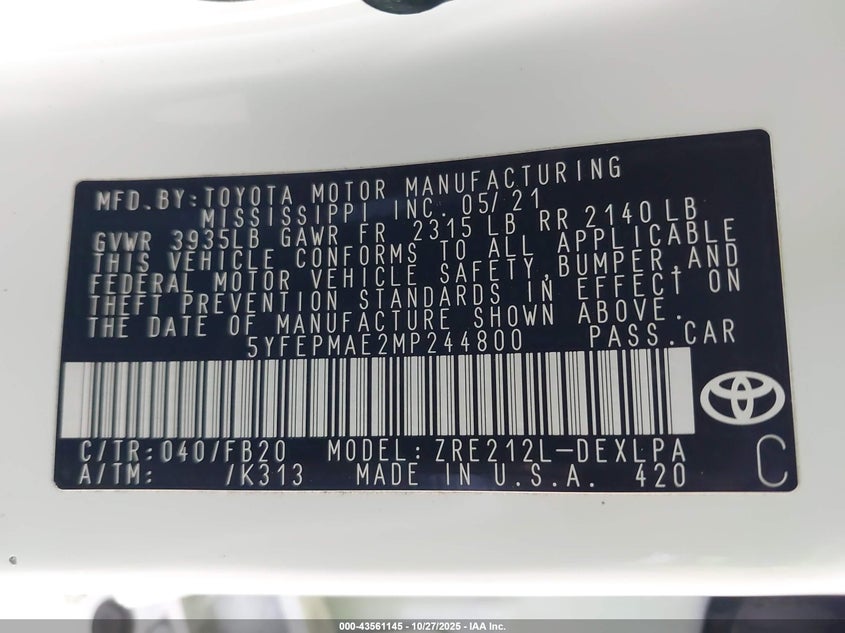 MFD. BY: TOYOTA MOTOR MANUFACTURING
MISSISSIPPI INC. 05/21
GVWR 3935LB GAWR FR 2315 LB RR 2140 LB
THIS VEHICLE CONFORMS TO ALL APPLICABLE
FEDERAL MOTOR VEHICLE SAFETY, BUMPER, AND
THEFT PREVENTION STANDARDS IN EFFECT ON
THE DATE OF MANUFACTURE SHOWN ABOVE.
5YFEPMAE2MP244800 PASS. CAR
C/TR: 040/FB20 MODEL: ZRE212L-DEXLPA
A/TM: /K313 MADE IN U.S.A. 420
C
000-43561145 | 10/27/2025 - IAA Inc.